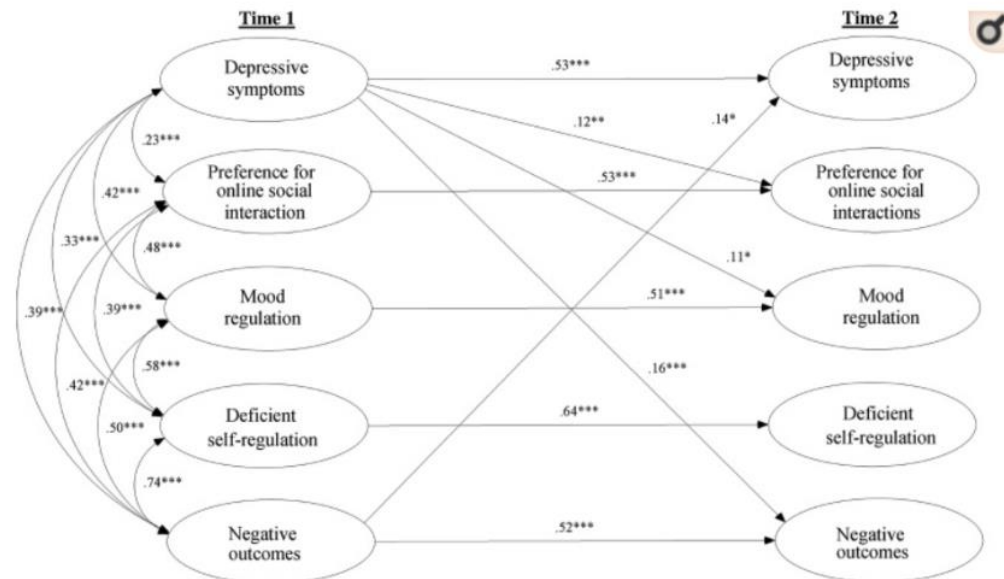 Time 1
Time 2
Depressive
symptoms
.53***
Depressive
symptoms
.14*
.12**
.23***
Preference for
online social
interaction
.53***
Preference for
online social
interactions
.42***
.33***
.48***
.11*
Mood
regulation
.51***
Mood
regulation
.39***
.39***
.58***
.16***
.42***
Deficient
self-regulation
.64***
Deficient
self-regulation
.50***
.74***
Negative
outcomes
.52***
Negative
outcomes